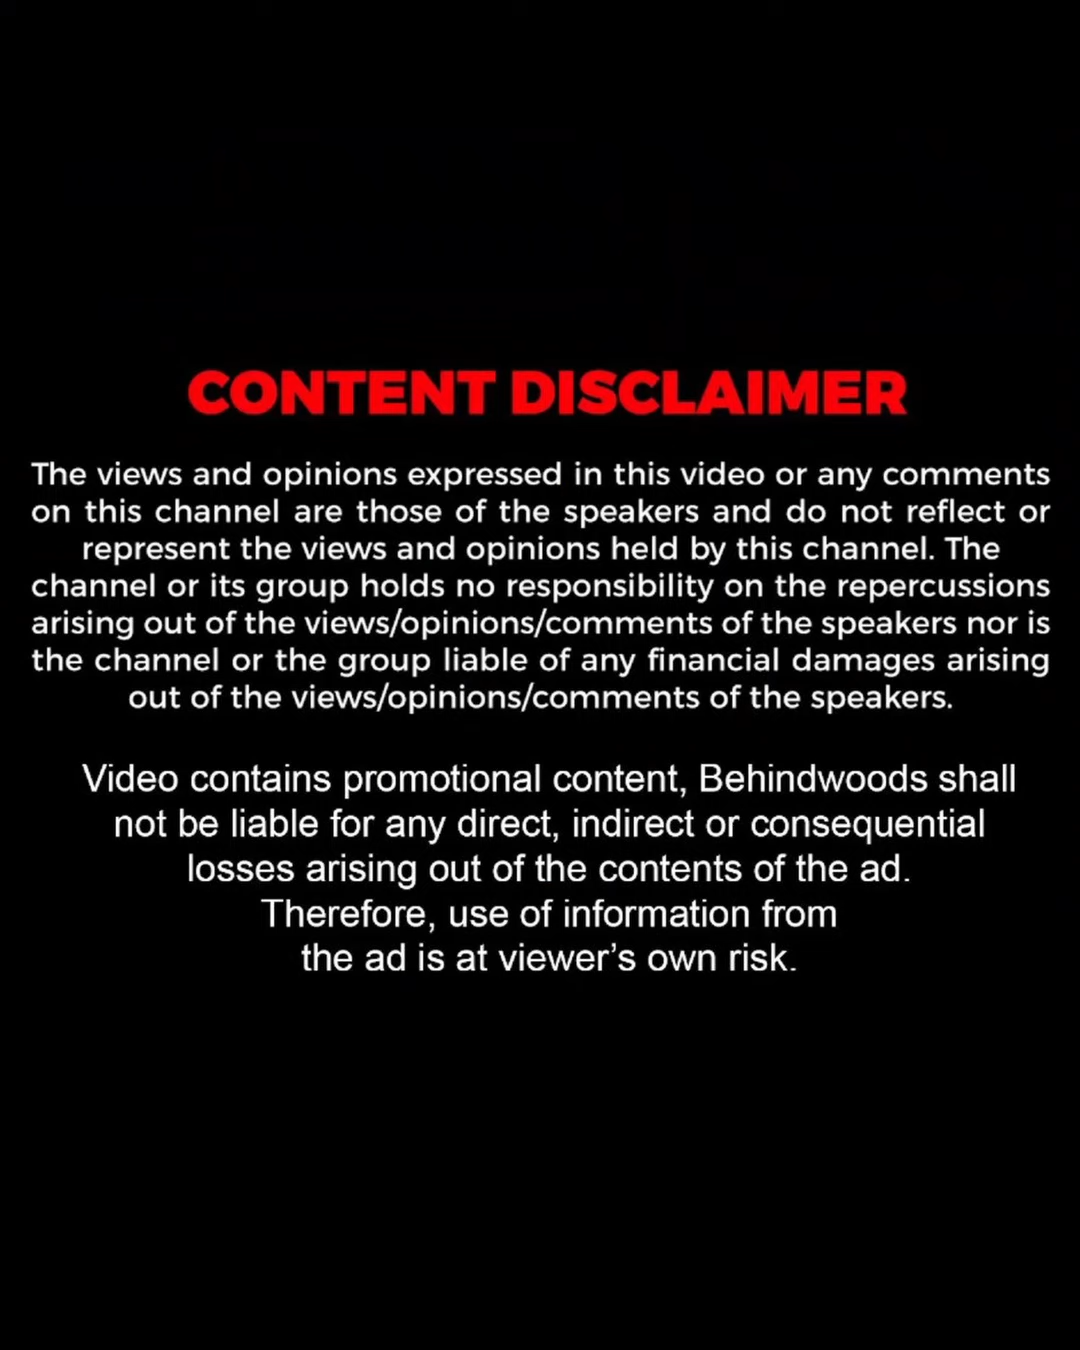 CONTENT DISCLAIMER
The views and opinions expressed in this video or any comments
on this channel are those of the speakers and do not reflect or
represent the views and opinions held by this channel. The
channel or its group holds no responsibility on the repercussions
arising out of the views/opinions/comments of the speakers nor is
the channel or the group liable of any financial damages arising
out of the views/opinions/comments of the speakers.
Video contains promotional content, Behindwoods shall
not be liable for any direct, indirect or consequential
losses arising out of the contents of the ad.
Therefore, use of information from
the ad is at viewer’s own risk.